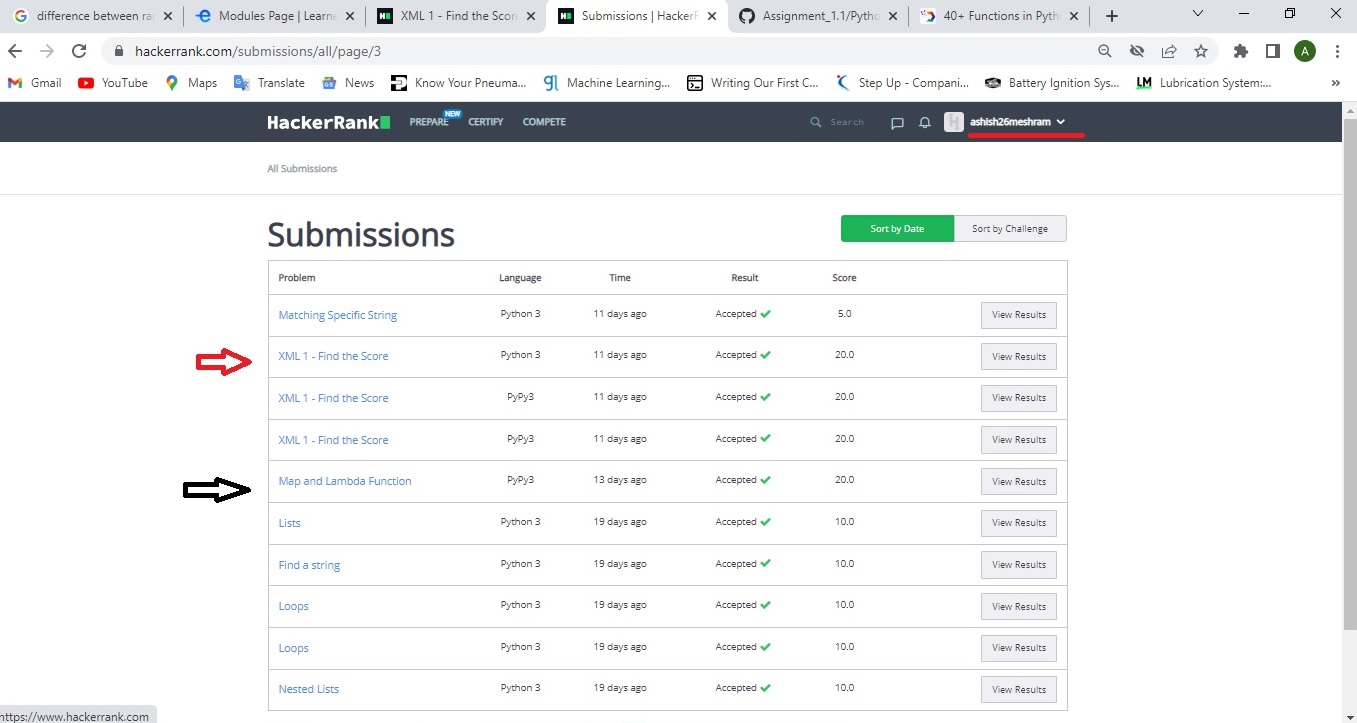 difference between ra
Modules Page | Learne
XML 1 - Find the Score
Submissions | HackerR
Assignment_1.1/Pytho
40+ Functions in Pyth
hackerrank.com/submissions/all/page/3
A
Gmail
YouTube
Maps
Translate
News
Know Your Pneuma...
Machine Learning...
Writing Our First C...
Step Up - Compani...
Battery Ignition Sys...
Lubrication System:...
HackerRank
PREPARE
NEW
CERTIFY
COMPETE
Search
ashish26meshram
All Submissions
Submissions
Sort by Date
Sort by Challenge
Problem Language Time Result Score
Matching Specific String Python 3 11 days ago Accepted 5.0 View Results
XML 1 - Find the Score Python 3 11 days ago Accepted 20.0 View Results
XML 1 - Find the Score PyPy3 11 days ago Accepted 20.0 View Results
XML 1 - Find the Score PyPy3 11 days ago Accepted 20.0 View Results
Map and Lambda Function PyPy3 13 days ago Accepted 20.0 View Results
Lists Python 3 19 days ago Accepted 10.0 View Results
Find a string Python 3 19 days ago Accepted 10.0 View Results
Loops Python 3 19 days ago Accepted 10.0 View Results
Loops Python 3 19 days ago Accepted 10.0 View Results
Nested Lists Python 3 19 days ago Accepted 10.0 View Results
https://www.hackerrank.com